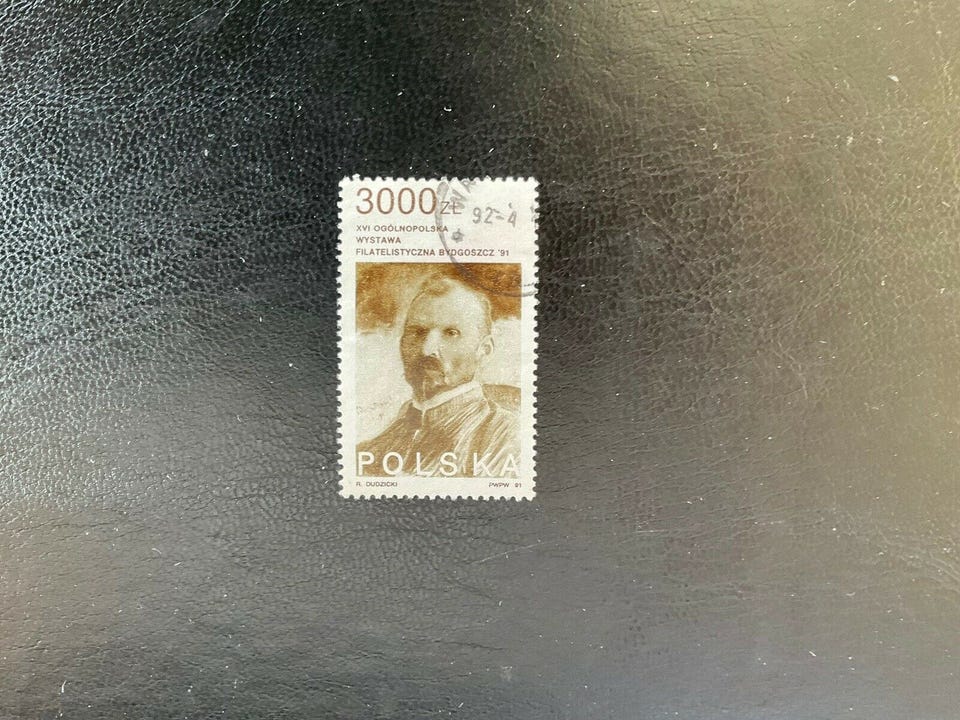 3000 ZŁ
XVI OGÓLNOPOLSKA
WYSTAWA
FILATELISTYCZNA BYDGOSZCZ '91
92-4
POLSKA
R. DUDZICKI PWPW 91